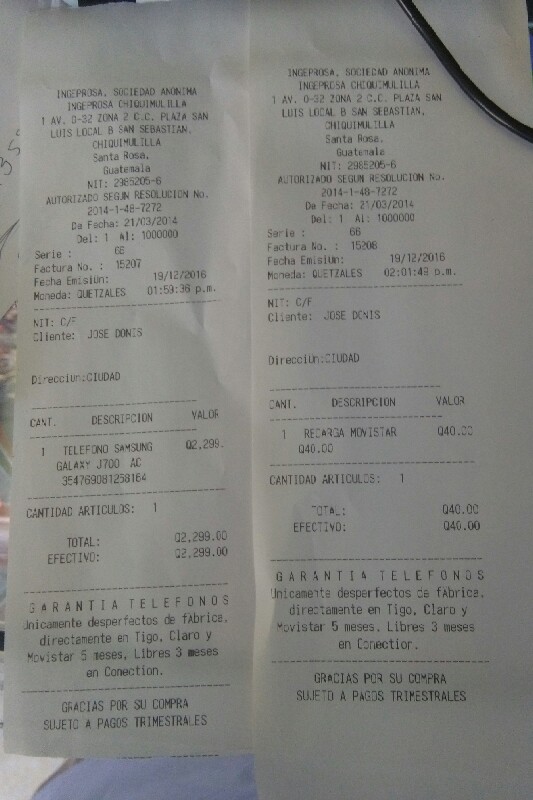 INGEPROSA, SOCIEDAD ANONIMA
INGEPROSA CHIQUIMULILLA
1 AV. 0-32 ZONA 2 C.C. PLAZA SAN
LUIS LOCAL B SAN SEBASTIAN,
CHIQUIMULILLA
Santa Rosa,
Guatemala
NIT: 2985205-6
AUTORIZADO SEGUN RESOLUCION No.
2014-1-48-7272
De Fecha: 21/03/2014
Del: 1 Al: 1000000
Serie : 66
Factura No. : 15207
Fecha Emisiun: 19/12/2016
Moneda: QUETZALES 01:59:36 p.m.
NIT: C/F
Cliente: JOSE DONIS
Direcciun:CIUDAD
CANT. DESCRIPCION VALOR
1 TELEFONO SAMSUNG Q2,299.
GALAXY J700 AC
354769081258164
CANTIDAD ARTICULOS: 1
TOTAL: Q2,299.00
EFECTIVO: Q2,299.00
GARANTIA TELEFONOS
Unicamente desperfectos de fAbrica,
directamente en Tigo, Claro y
Movistar 5 meses, Libres 3 meses
en Conection.
GRACIAS POR SU COMPRA
SUJETO A PAGOS TRIMESTRALES
INGEPROSA, SOCIEDAD ANONIMA
INGEPROSA CHIQUIMULILLA
1 AV. 0-32 ZONA 2 C.C. PLAZA SAN
LUIS LOCAL B SAN SEBASTIAN,
CHIQUIMULILLA
Santa Rosa,
Guatemala
NIT: 2985205-6
AUTORIZADO SEGUN RESOLUCION No.
2014-1-48-7272
De Fecha: 21/03/2014
Del: 1 Al: 1000000
Serie : 66
Factura No. : 15208
Fecha Emisiun: 19/12/2016
Moneda: QUETZALES 02:01:49 p.m.
NIT: C/F
Cliente: JOSE DONIS
Direcciun:CIUDAD
CANT. DESCRIPCION VALOR
1 RECARGA MOVISTAR Q40.00
Q40.00
CANTIDAD ARTICULOS: 1
TOTAL: Q40.00
EFECTIVO: Q40.00
GARANTIA TELEFONOS
Unicamente desperfectos de fAbrica,
directamente en Tigo, Claro y
Movistar 5 meses, Libres 3 meses
en Conection.
GRACIAS POR SU COMPRA
SUJETO A PAGOS TRIMESTRALES